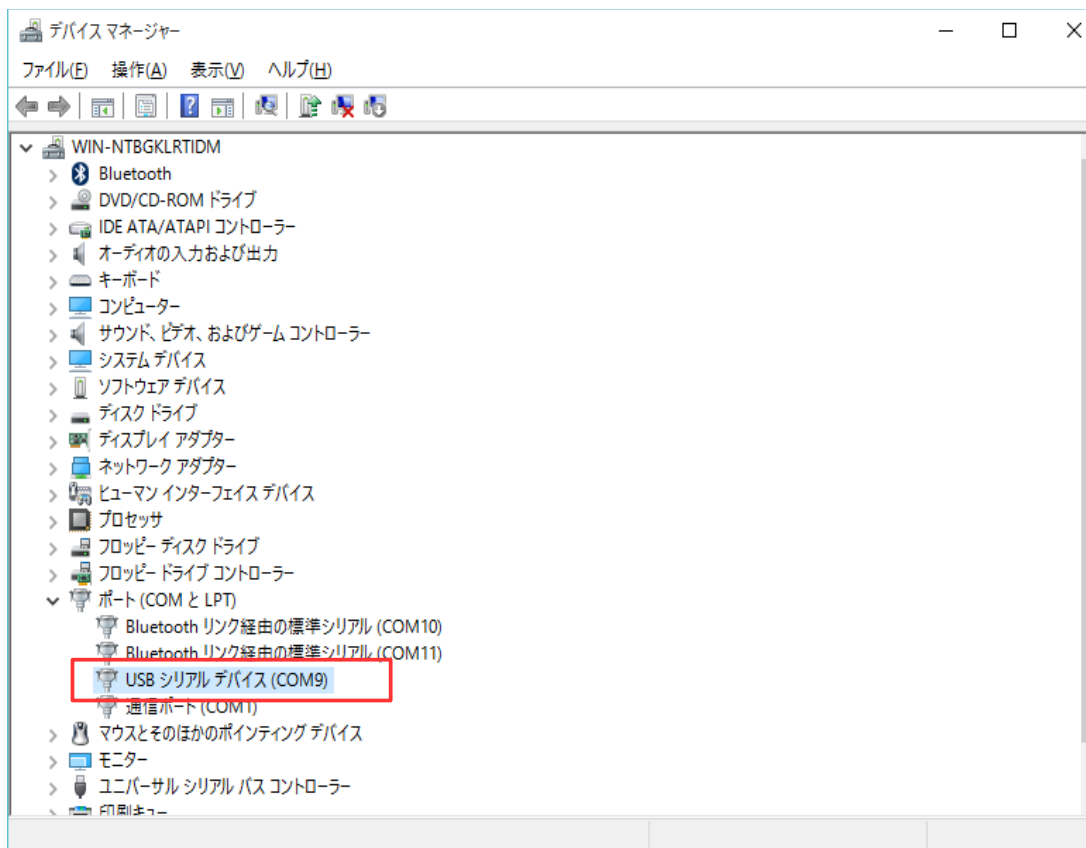 デバイス マネージャー
ファイル(F) 操作(A) 表示(V) ヘルプ(H)
WIN-NTBGKLRTIDM
Bluetooth
DVD/CD-ROM ドライブ
IDE ATA/ATAPI コントローラー
オーディオの入力および出力
キーボード
コンピューター
サウンド、ビデオ、およびゲーム コントローラー
システム デバイス
ソフトウェア デバイス
ディスク ドライブ
ディスプレイ アダプター
ネットワーク アダプター
ヒューマン インターフェイス デバイス
プロセッサ
フロッピー ディスク ドライブ
フロッピー ドライブ コントローラー
ポート (COM と LPT)
Bluetooth リンク経由の標準シリアル (COM10)
Bluetooth リンク経由の標準シリアル (COM11)
USB シリアル デバイス (COM9)
通信ポート (COM1)
マウスとそのほかのポインティング デバイス
モニター
ユニバーサル シリアル バス コントローラー
印刷キュー